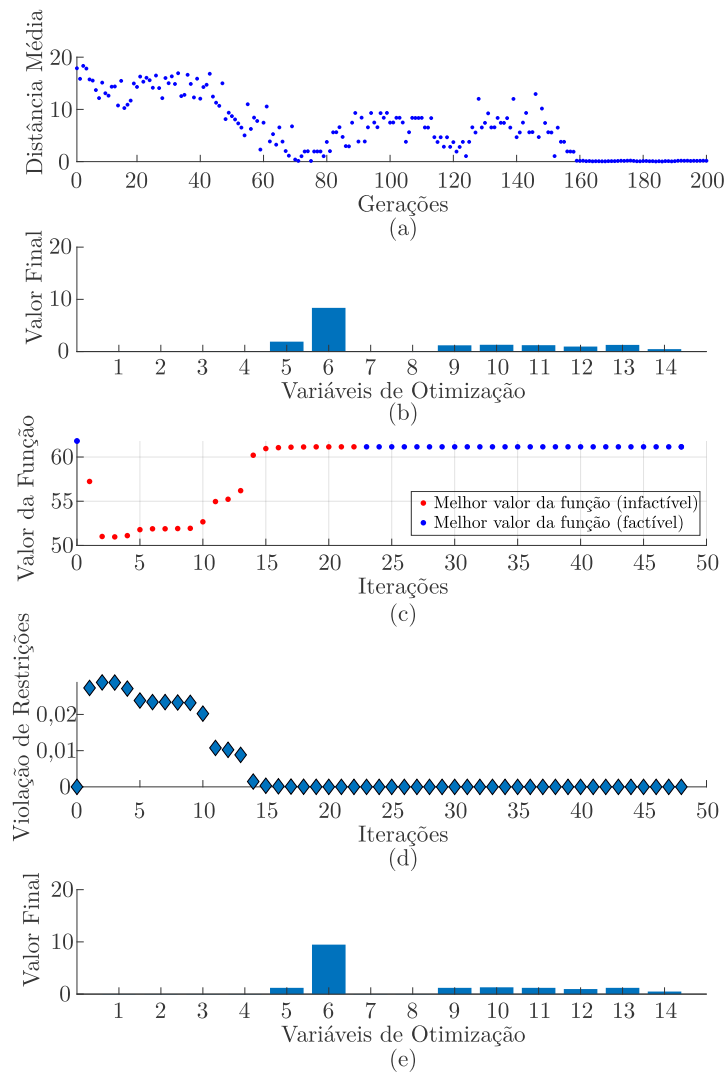 Distância Média
20
10
0
0 20 40 60 80 100 120 140 160 180 200
Gerações
(a)
Valor Final
20
10
0
1 2 3 4 5 6 7 8 9 10 11 12 13 14
Variáveis de Otimização
(b)
Valor da Função
60
55
50
Melhor valor da função (infactível)
Melhor valor da função (factível)
0 5 10 15 20 25 30 35 40 45 50
Iterações
(c)
Violação de Restrições
0,02
0,01
0
0 5 10 15 20 25 30 35 40 45 50
Iterações
(d)
Valor Final
20
10
0
1 2 3 4 5 6 7 8 9 10 11 12 13 14
Variáveis de Otimização
(e)